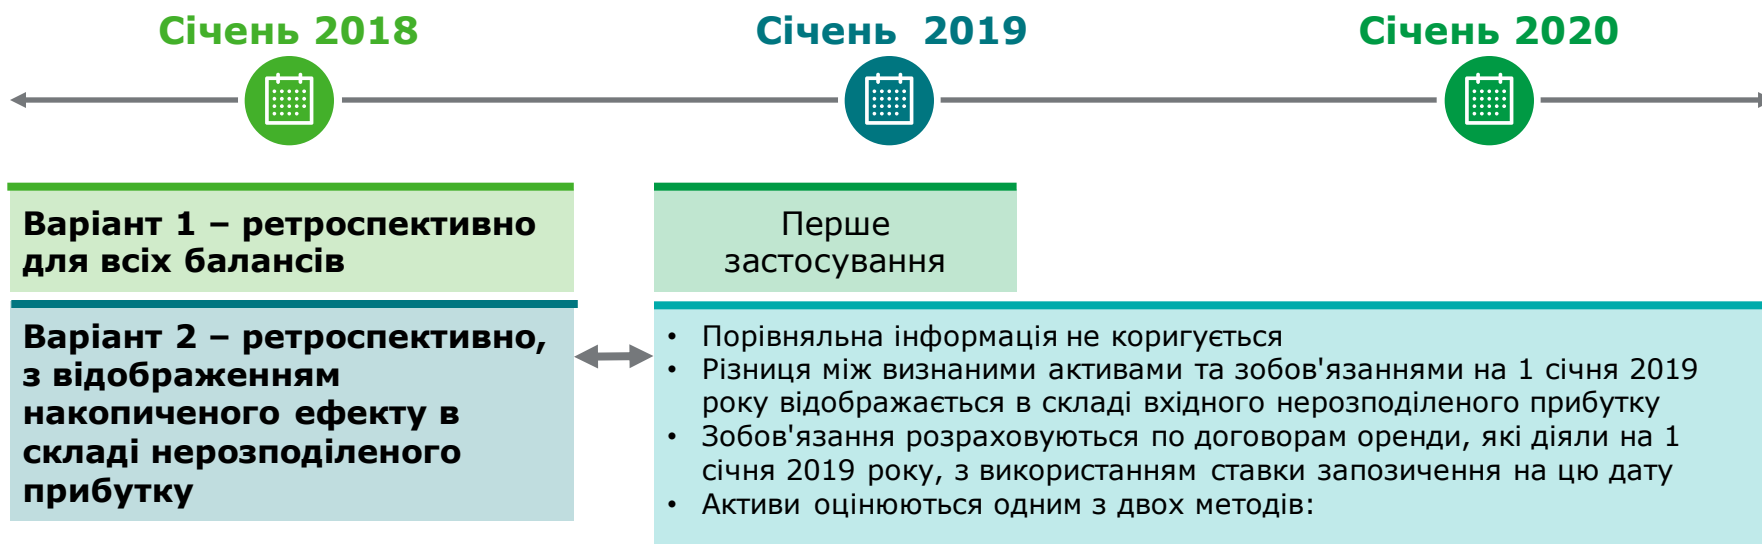 Січень 2018
Січень 2019
Січень 2020
Варіант 1 – ретроспективно
для всіх балансів
Перше
застосування
Варіант 2 – ретроспективно,
з відображенням
накопиченого ефекту в
складі нерозподіленого
прибутку
• Порівняльна інформація не коригується
• Різниця між визнаними активами та зобов'язаннями на 1 січня 2019
року відображається в складі вхідного нерозподіленого прибутку
• Зобов'язання розраховуються по договорам оренди, які діяли на 1
січня 2019 року, з використанням ставки запозичення на цю дату
• Активи оцінюються одним з двох методів: